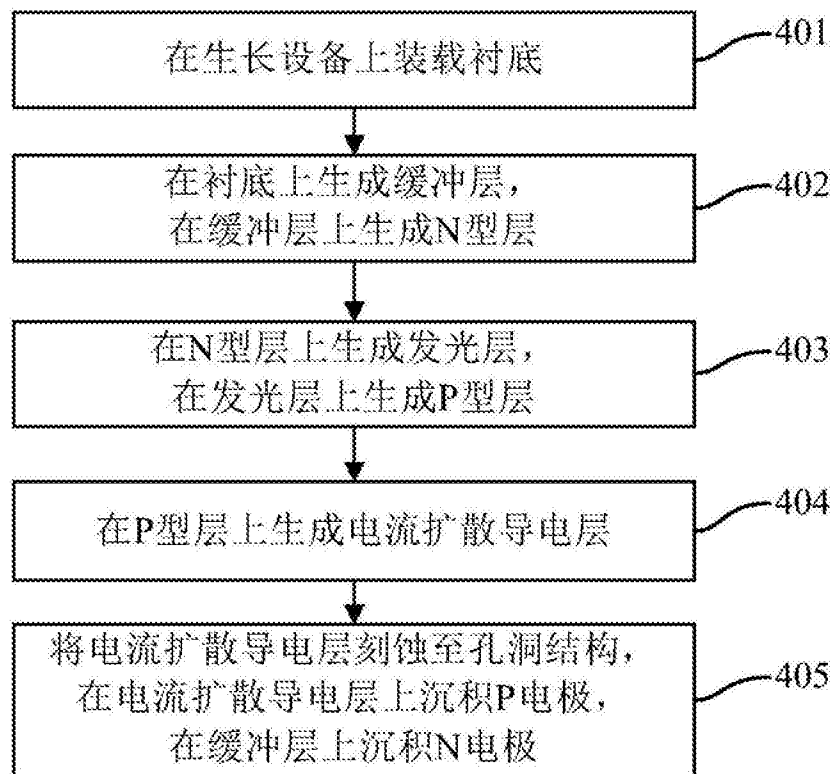 在生长设备上装载衬底
401
在衬底上生成缓冲层，
在缓冲层上生成N型层
402
在N型层上生成发光层，
在发光层上生成P型层
403
在P型层上生成电流扩散导电层
404
将电流扩散导电层刻蚀至孔洞结构，
在电流扩散导电层上沉积P电极，
在缓冲层上沉积N电极
405